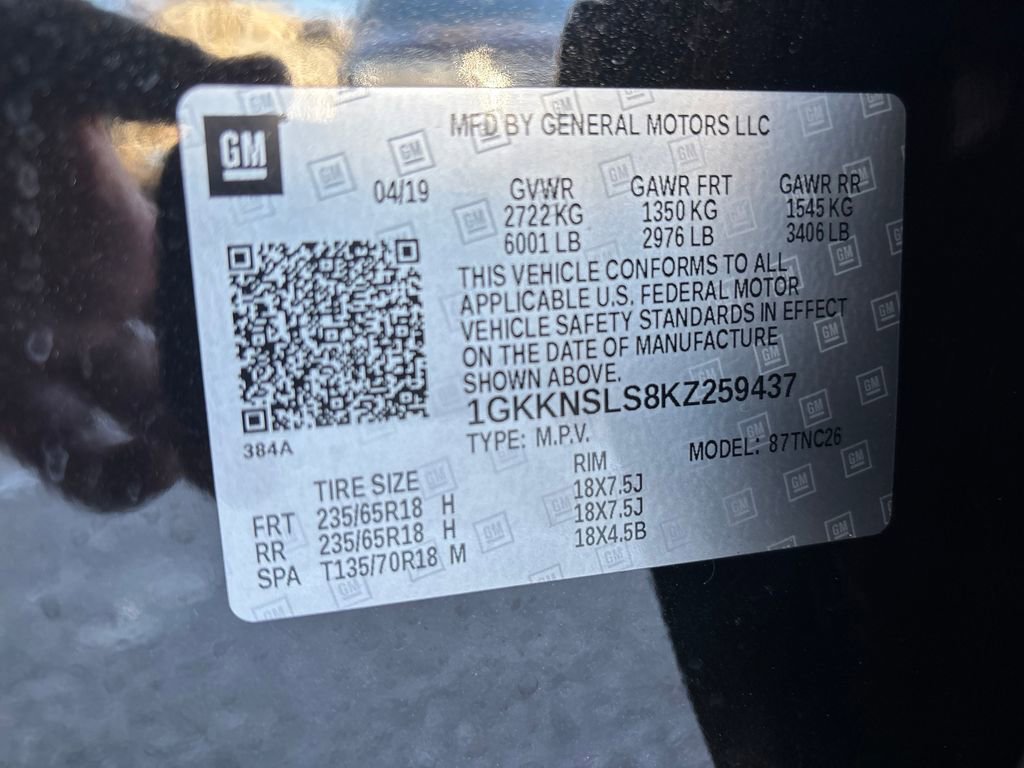 GM
MFD BY GENERAL MOTORS LLC
04/19
GVWR GAWR FRT GAWR RR
2722 KG 1350 KG 1545 KG
6001 LB 2976 LB 3406 LB
THIS VEHICLE CONFORMS TO ALL
APPLICABLE U.S. FEDERAL MOTOR
VEHICLE SAFETY STANDARDS IN EFFECT
ON THE DATE OF MANUFACTURE
SHOWN ABOVE.
1GKKNSLS8KZ259437
384A
TYPE: M.P.V. MODEL: 87TNC26
TIRE SIZE RIM
FRT 235/65R18 H 18X7.5J
RR 235/65R18 H 18X7.5J
SPA T135/70R18 M 18X4.5B